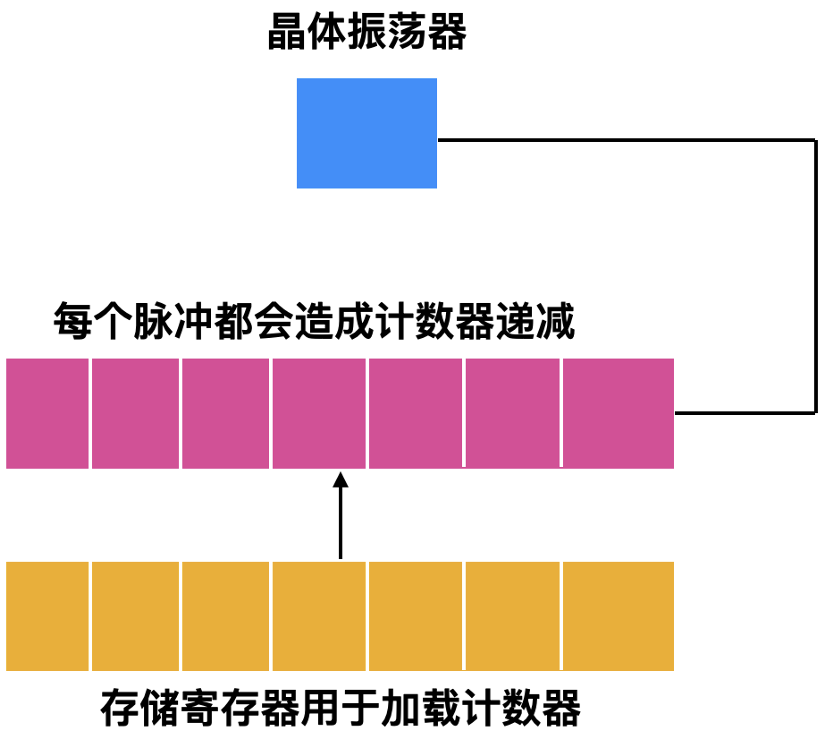 晶体振荡器
每个脉冲都会造成计数器递减
存储寄存器用于加载计数器